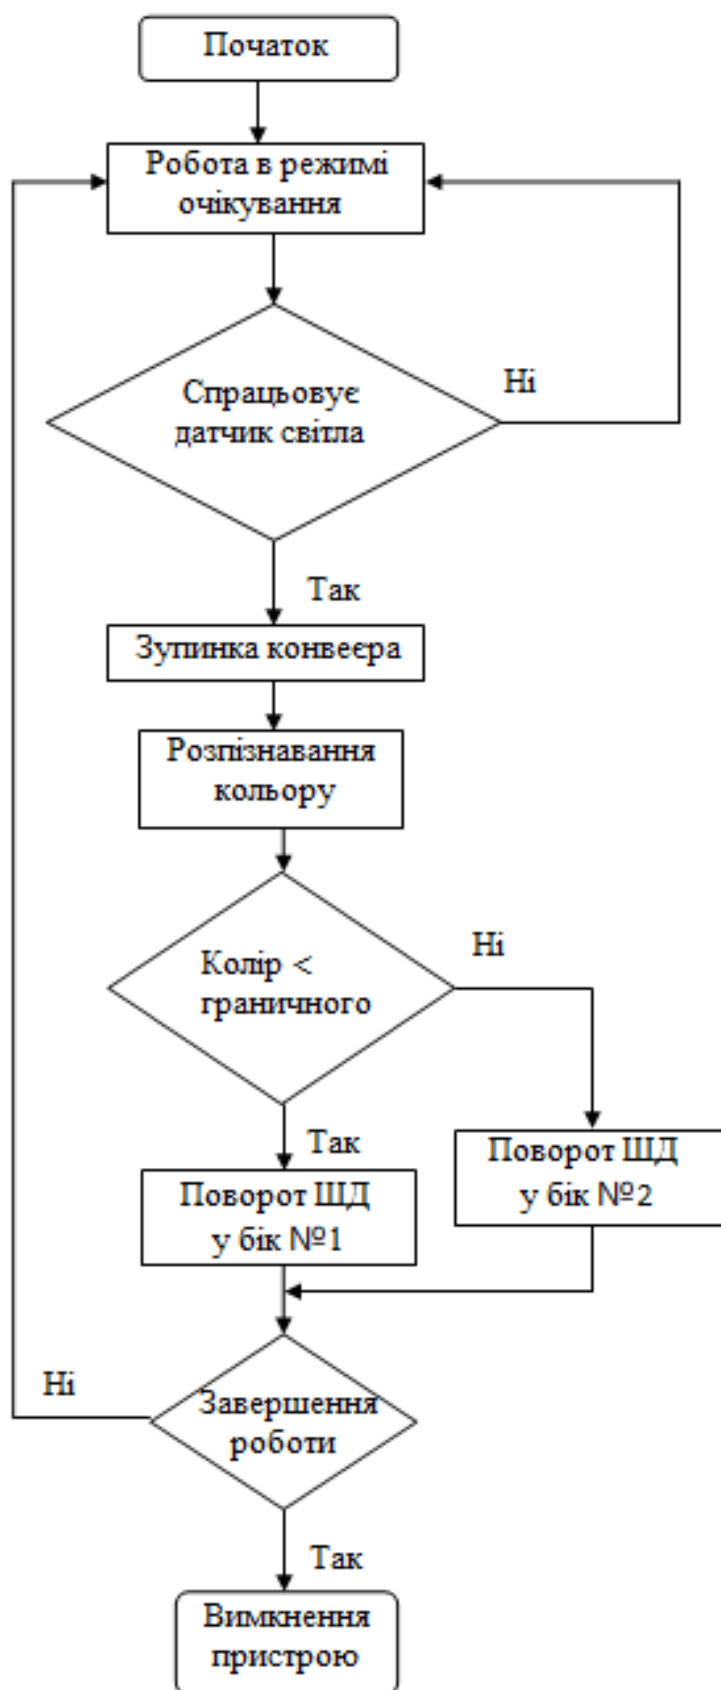 Початок
Робота в режимі
очікування
Спрацьовує
датчик світла
Ні
Так
Зупинка конвеєра
Розпізнавання
кольору
Колір <
граничного
Ні
Так
Поворот ШД
у бік №1
Поворот ШД
у бік №2
Завершення
роботи
Ні
Так
Вимкнення
пристрою